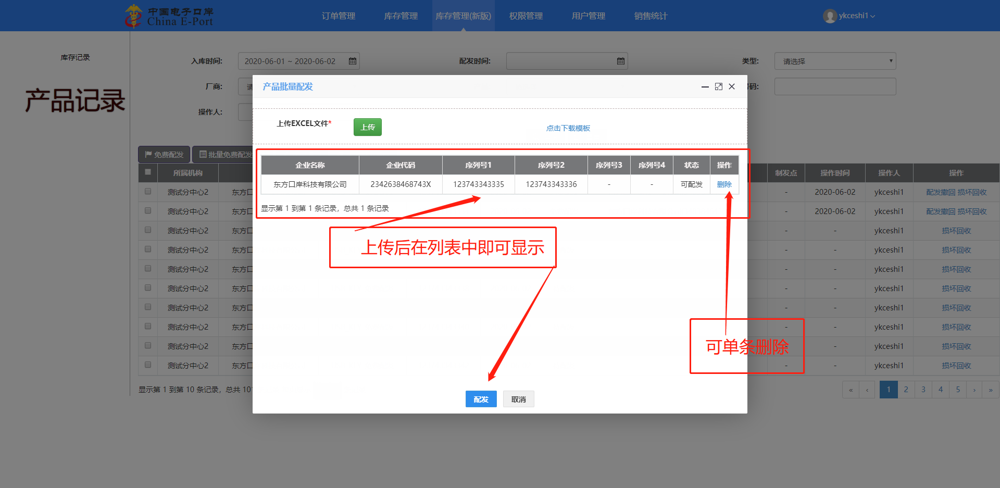 中国电子口岸
China E-Port
订单管理
库存管理
库存管理(新版)
权限管理
用户管理
销售统计
ykceshi1
库存记录
产品记录
入库时间: 2020-06-01 ~ 2020-06-02 配发时间: 类型: 请选择
厂商: 请
码:
操作人:
产品批量配发
上传EXCEL文件* 上传 点击下载模板
企业名称 企业代码 序列号1 序列号2 序列号3 序列号4 状态 操作
东方口岸科技有限公司 2342638468743X 123743343335 123743343336 - - 可配发 删除
显示第 1 到第 1 条记录，总共 1 条记录
上传后在列表中即可显示
可单条删除
配发 取消
免费配发 批量免费配发
所属机构 制发点 操作时间 操作人 操作
测试分中心2 东方口 - 2020-06-02 ykceshi1 配发撤回 损坏回收
测试分中心2 东方口 - 2020-06-02 ykceshi1 配发撤回 损坏回收
测试分中心2 东方口 - - ykceshi1 损坏回收
测试分中心2 东方口 - - ykceshi1 损坏回收
测试分中心2 东方口 - - ykceshi1 损坏回收
测试分中心2 东方口 - - ykceshi1 损坏回收
测试分中心2 东方口 - - ykceshi1 损坏回收
测试分中心2 东方口 - - ykceshi1 损坏回收
测试分中心2 东方口 - - ykceshi1 损坏回收
测试分中心2 东方口 - - ykceshi1 损坏回收
显示第 1 到第 10 条记录，总共 10
« ‹ 1 2 3 4 5 › »